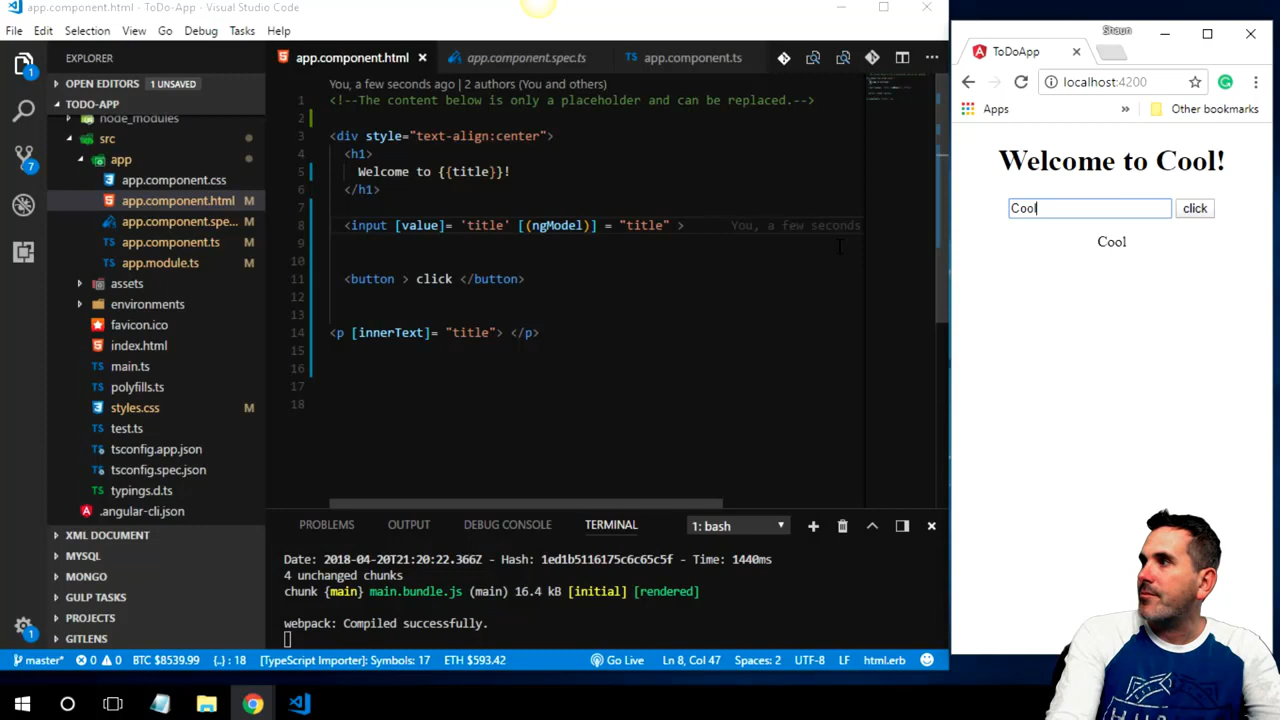 app.component.html - ToDo-App - Visual Studio Code
File Edit Selection View Go Debug Tasks Help
EXPLORER
OPEN EDITORS 1 UNSAVED
TODO-APP
node_modules
src
app
app.component.css
app.component.html M
app.component.spe... M
app.component.ts M
app.module.ts M
assets
environments
favicon.ico
index.html
main.ts
polyfills.ts
styles.css M
test.ts
tsconfig.app.json
tsconfig.spec.json
typings.d.ts
.angular-cli.json
XML DOCUMENT
MYSQL
MONGO
GULP TASKS
PROJECTS
GITLENS
1
7
1
app.component.html app.component.spec.ts app.component.ts
You, a few seconds ago | 2 authors (You and others)
1 <!--The content below is only a placeholder and can be replaced.-->
2
3 <div style="text-align:center">
4 <h1>
5 Welcome to {{title}}!
6 </h1>
7
8 <input [value]= 'title' [(ngModel)] = "title" > You, a few seconds
9
10
11 <button > click </button>
12
13
14 <p [innerText]= "title"> </p>
15
16
17
18
PROBLEMS OUTPUT DEBUG CONSOLE TERMINAL 1: bash
Date: 2018-04-20T21:20:22.366Z - Hash: 1ed1b5116175c6c65c5f - Time: 1440ms
4 unchanged chunks
chunk {main} main.bundle.js (main) 16.4 kB [initial] [rendered]
webpack: Compiled successfully.
master* 0 0 BTC $8539.99 {..} : 18 [TypeScript Importer]: Symbols: 17 ETH $593.42 Go Live Ln 8, Col 47 Spaces: 2 UTF-8 LF html.erb
Shaun
ToDoApp
localhost:4200
Apps » Other bookmarks
Welcome to Cool!
Cool click
Cool